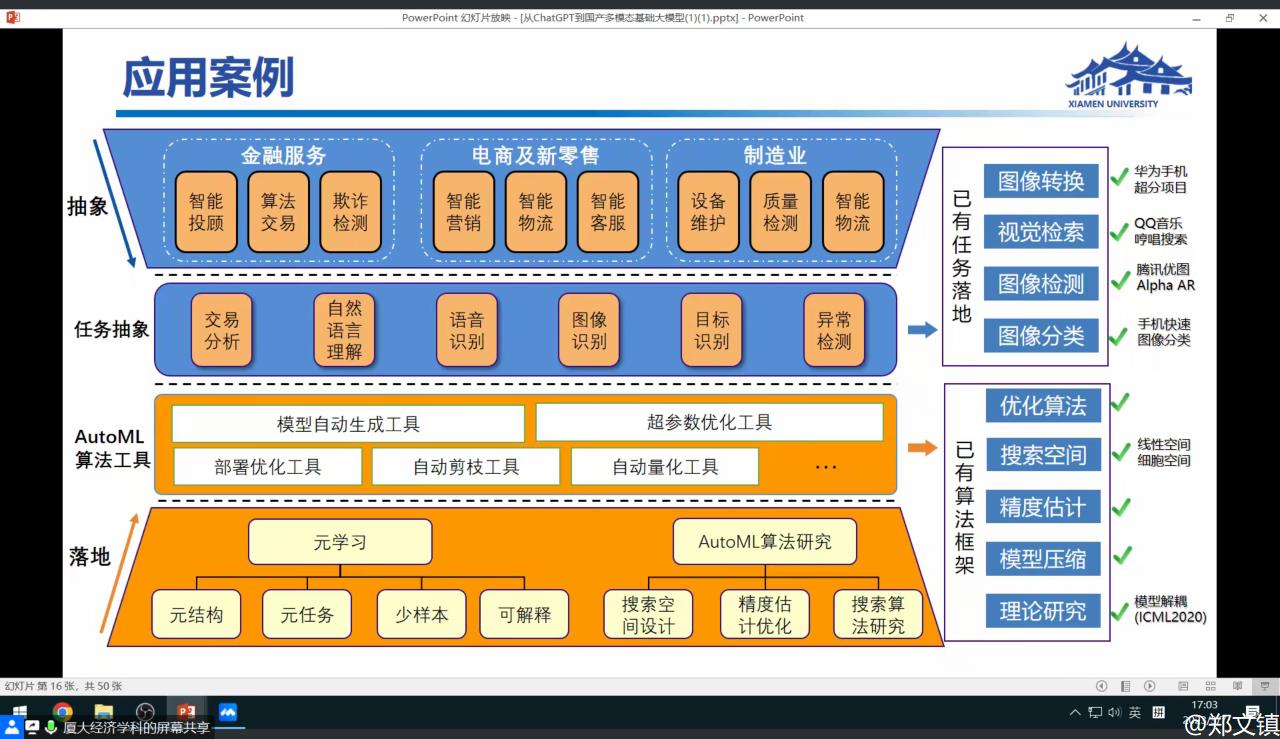 PowerPoint 幻灯片放映 - [从ChatGPT到国产多模态基础大模型(1)(1).pptx] - PowerPoint
应用案例
XIAMEN UNIVERSITY
抽象
金融服务
智能
投顾
算法
交易
欺诈
检测
电商及新零售
智能
营销
智能
物流
智能
客服
制造业
设备
维护
质量
检测
智能
物流
任务抽象
交易
分析
自然
语言
理解
语音
识别
图像
识别
目标
识别
异常
检测
已有任务落地
图像转换
华为手机
超分项目
视觉检索
QQ音乐
哼唱搜索
图像检测
腾讯优图
Alpha AR
图像分类
手机快速
图像分类
AutoML
算法工具
模型自动生成工具
超参数优化工具
部署优化工具
自动剪枝工具
自动量化工具
...
落地
元学习
元结构
元任务
少样本
可解释
AutoML算法研究
搜索空
间设计
精度估
计优化
搜索算
法研究
已有算法框架
优化算法
搜索空间
线性空间
细胞空间
精度估计
模型压缩
理论研究
模型解耦
(ICML2020)
幻灯片 第 16 张，共 50 张
厦大经济学科的屏幕共享
英
拼
17:03
@郑文镇